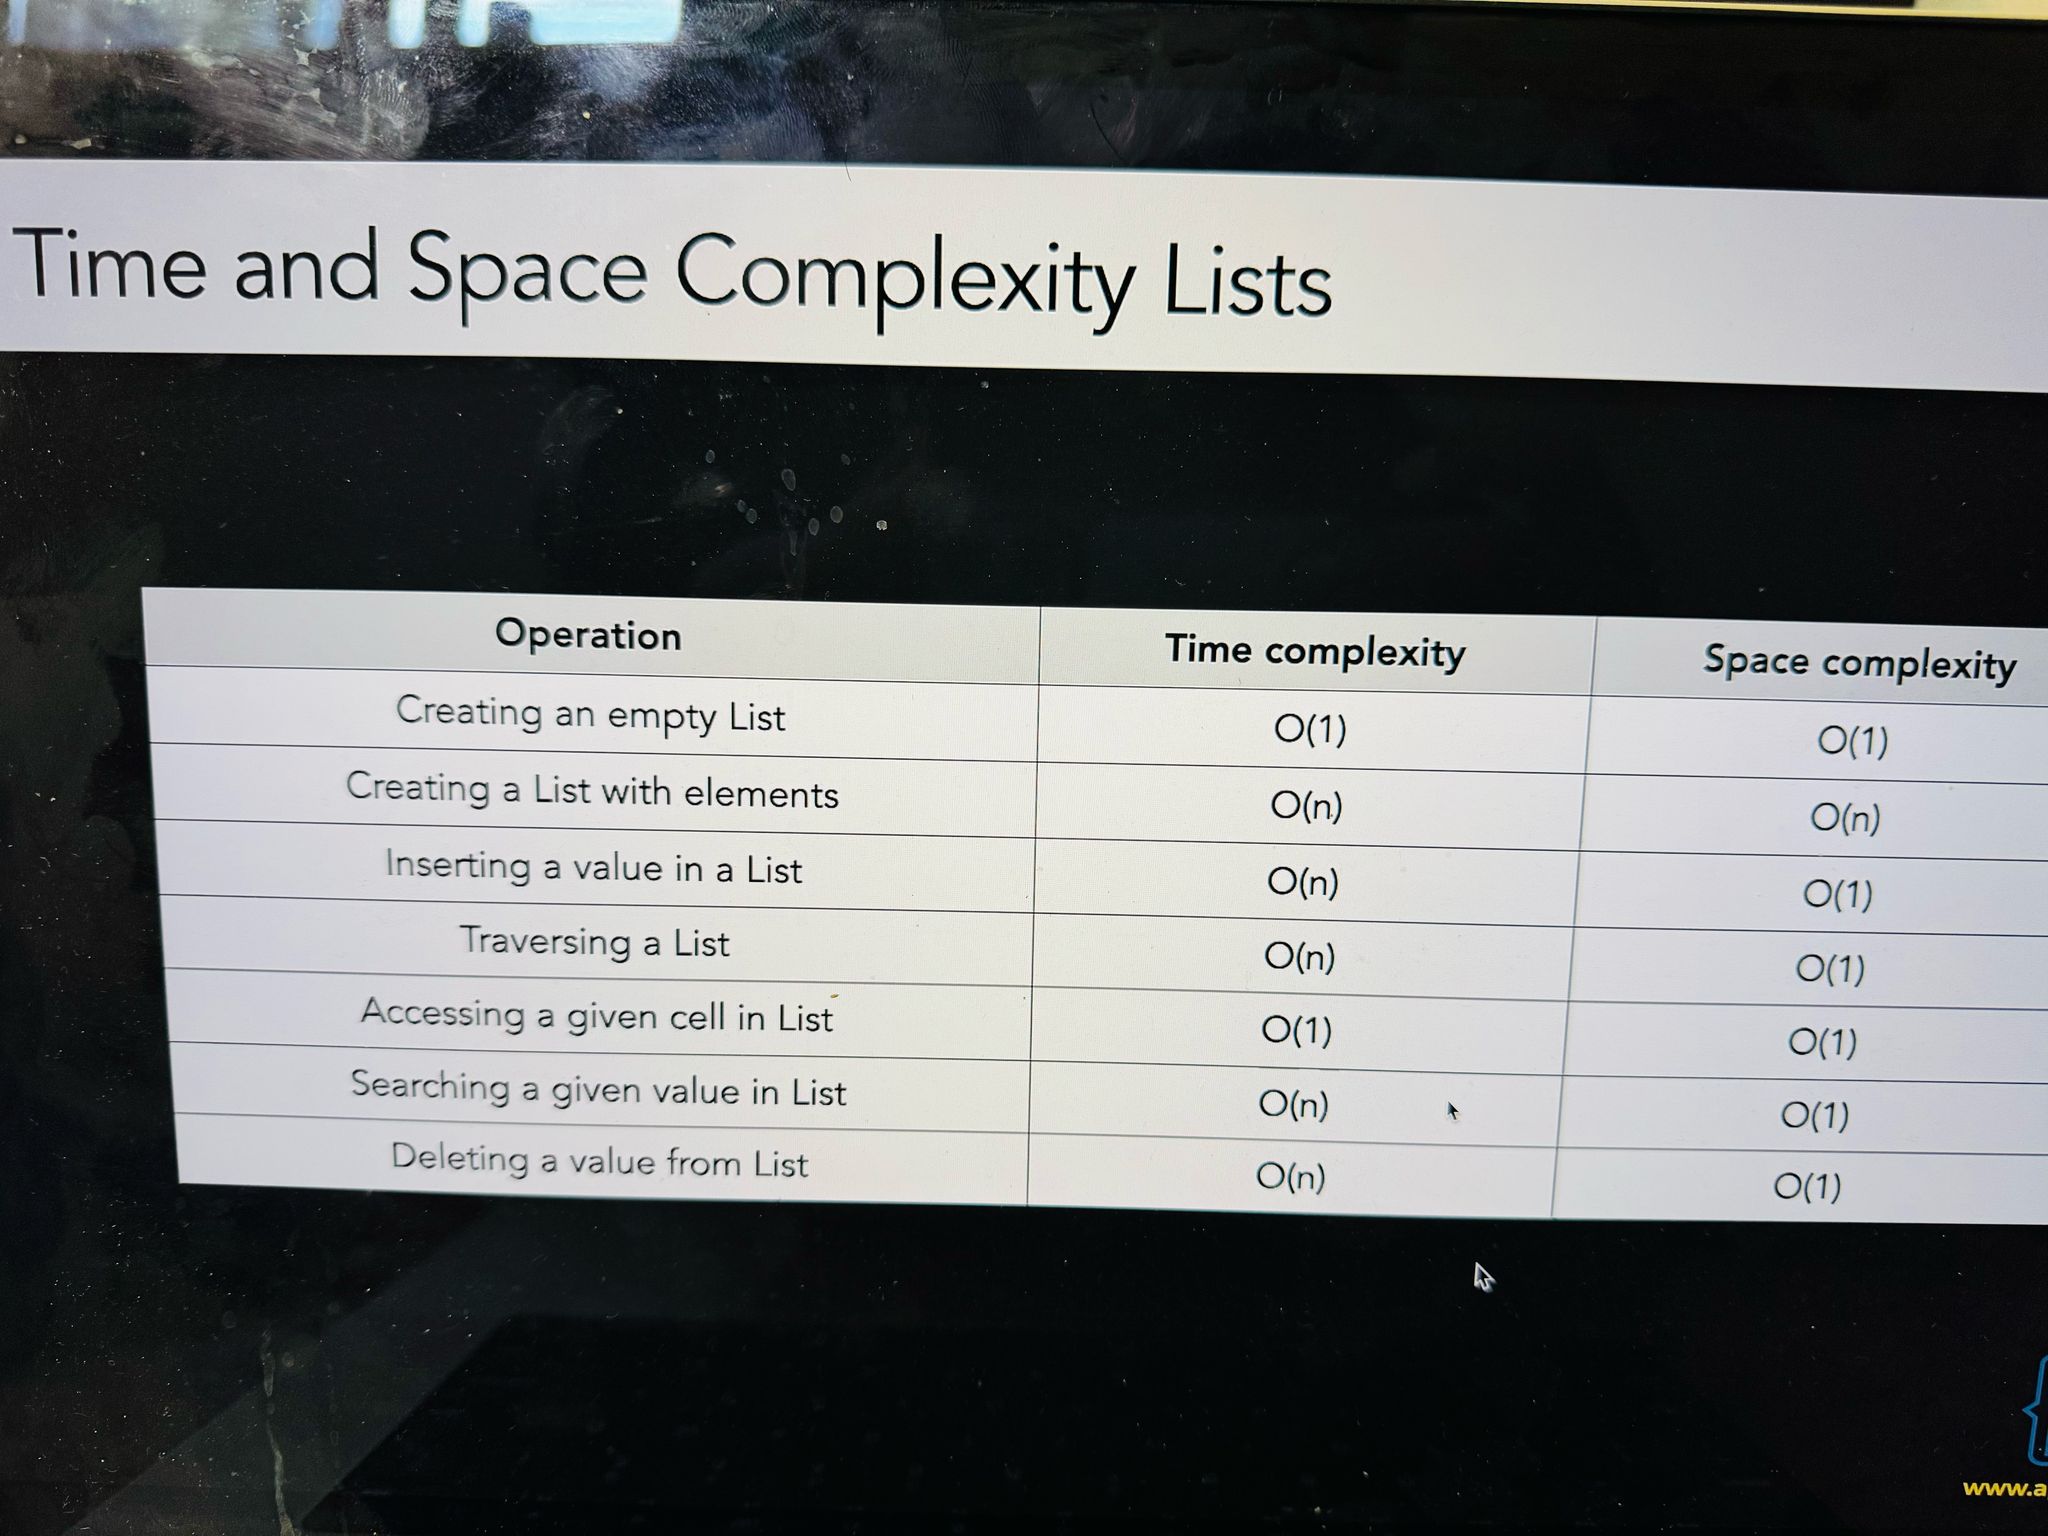 Time and Space Complexity Lists
Operation Time complexity Space complexity
Creating an empty List O(1) O(1)
Creating a List with elements O(n) O(n)
Inserting a value in a List O(n) O(1)
Traversing a List O(n) O(1)
Accessing a given cell in List O(1) O(1)
Searching a given value in List O(n) O(1)
Deleting a value from List O(n) O(1)
www.a